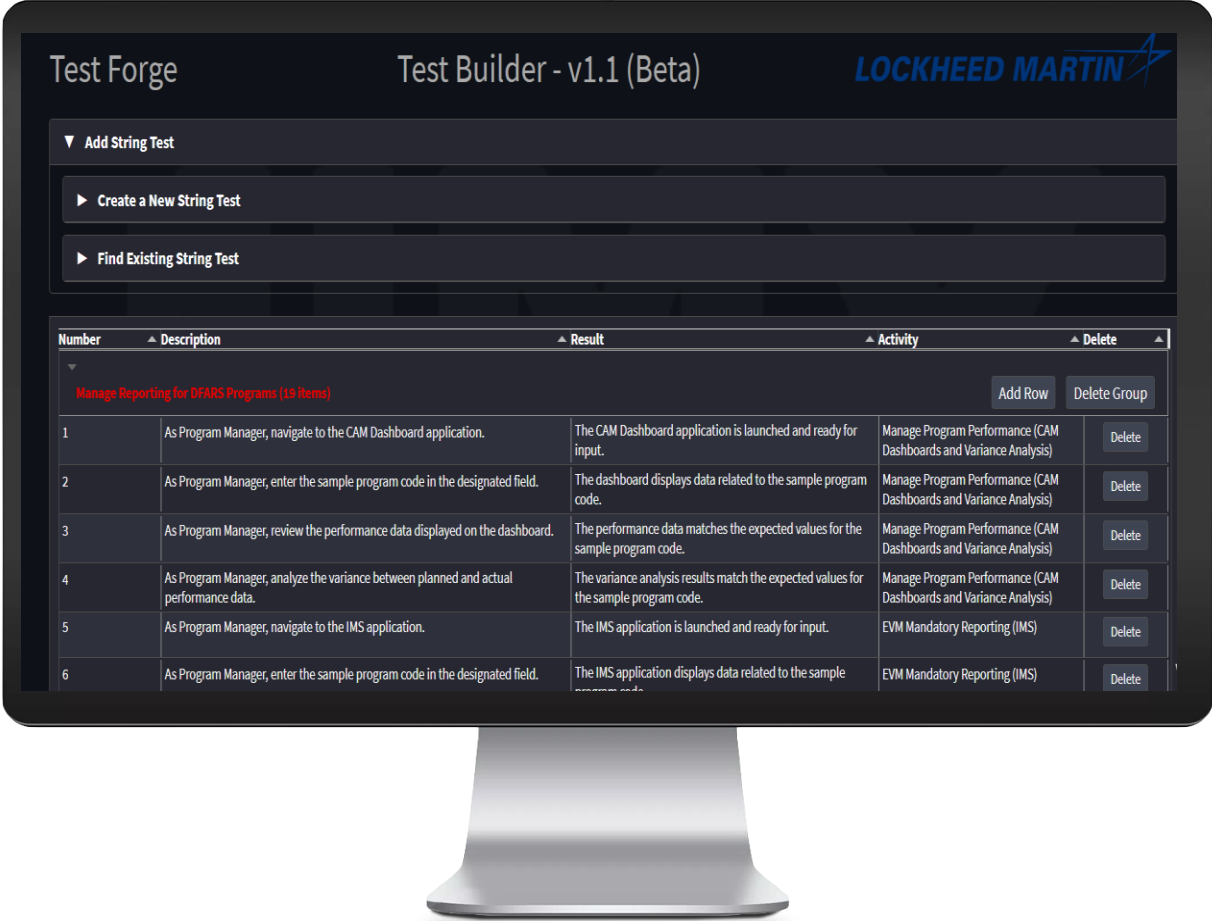 Test Forge
Test Builder - v1.1 (Beta)
LOCKHEED MARTIN
▼ Add String Test
▶ Create a New String Test
▶ Find Existing String Test
Number Description Result Activity Delete
Manage Reporting for DFARS Programs (19 items) Add Row Delete Group
1 As Program Manager, navigate to the CAM Dashboard application. The CAM Dashboard application is launched and ready for Manage Program Performance (CAM Delete
input. Dashboards and Variance Analysis)
2 As Program Manager, enter the sample program code in the designated field. The dashboard displays data related to the sample program Manage Program Performance (CAM Delete
code. Dashboards and Variance Analysis)
3 As Program Manager, review the performance data displayed on the dashboard. The performance data matches the expected values for the Manage Program Performance (CAM Delete
sample program code. Dashboards and Variance Analysis)
4 As Program Manager, analyze the variance between planned and actual The variance analysis results match the expected values for Manage Program Performance (CAM Delete
performance data. the sample program code. Dashboards and Variance Analysis)
5 As Program Manager, navigate to the IMS application. The IMS application is launched and ready for input. EVM Mandatory Reporting (IMS) Delete
6 As Program Manager, enter the sample program code in the designated field. The IMS application displays data related to the sample EVM Mandatory Reporting (IMS) Delete